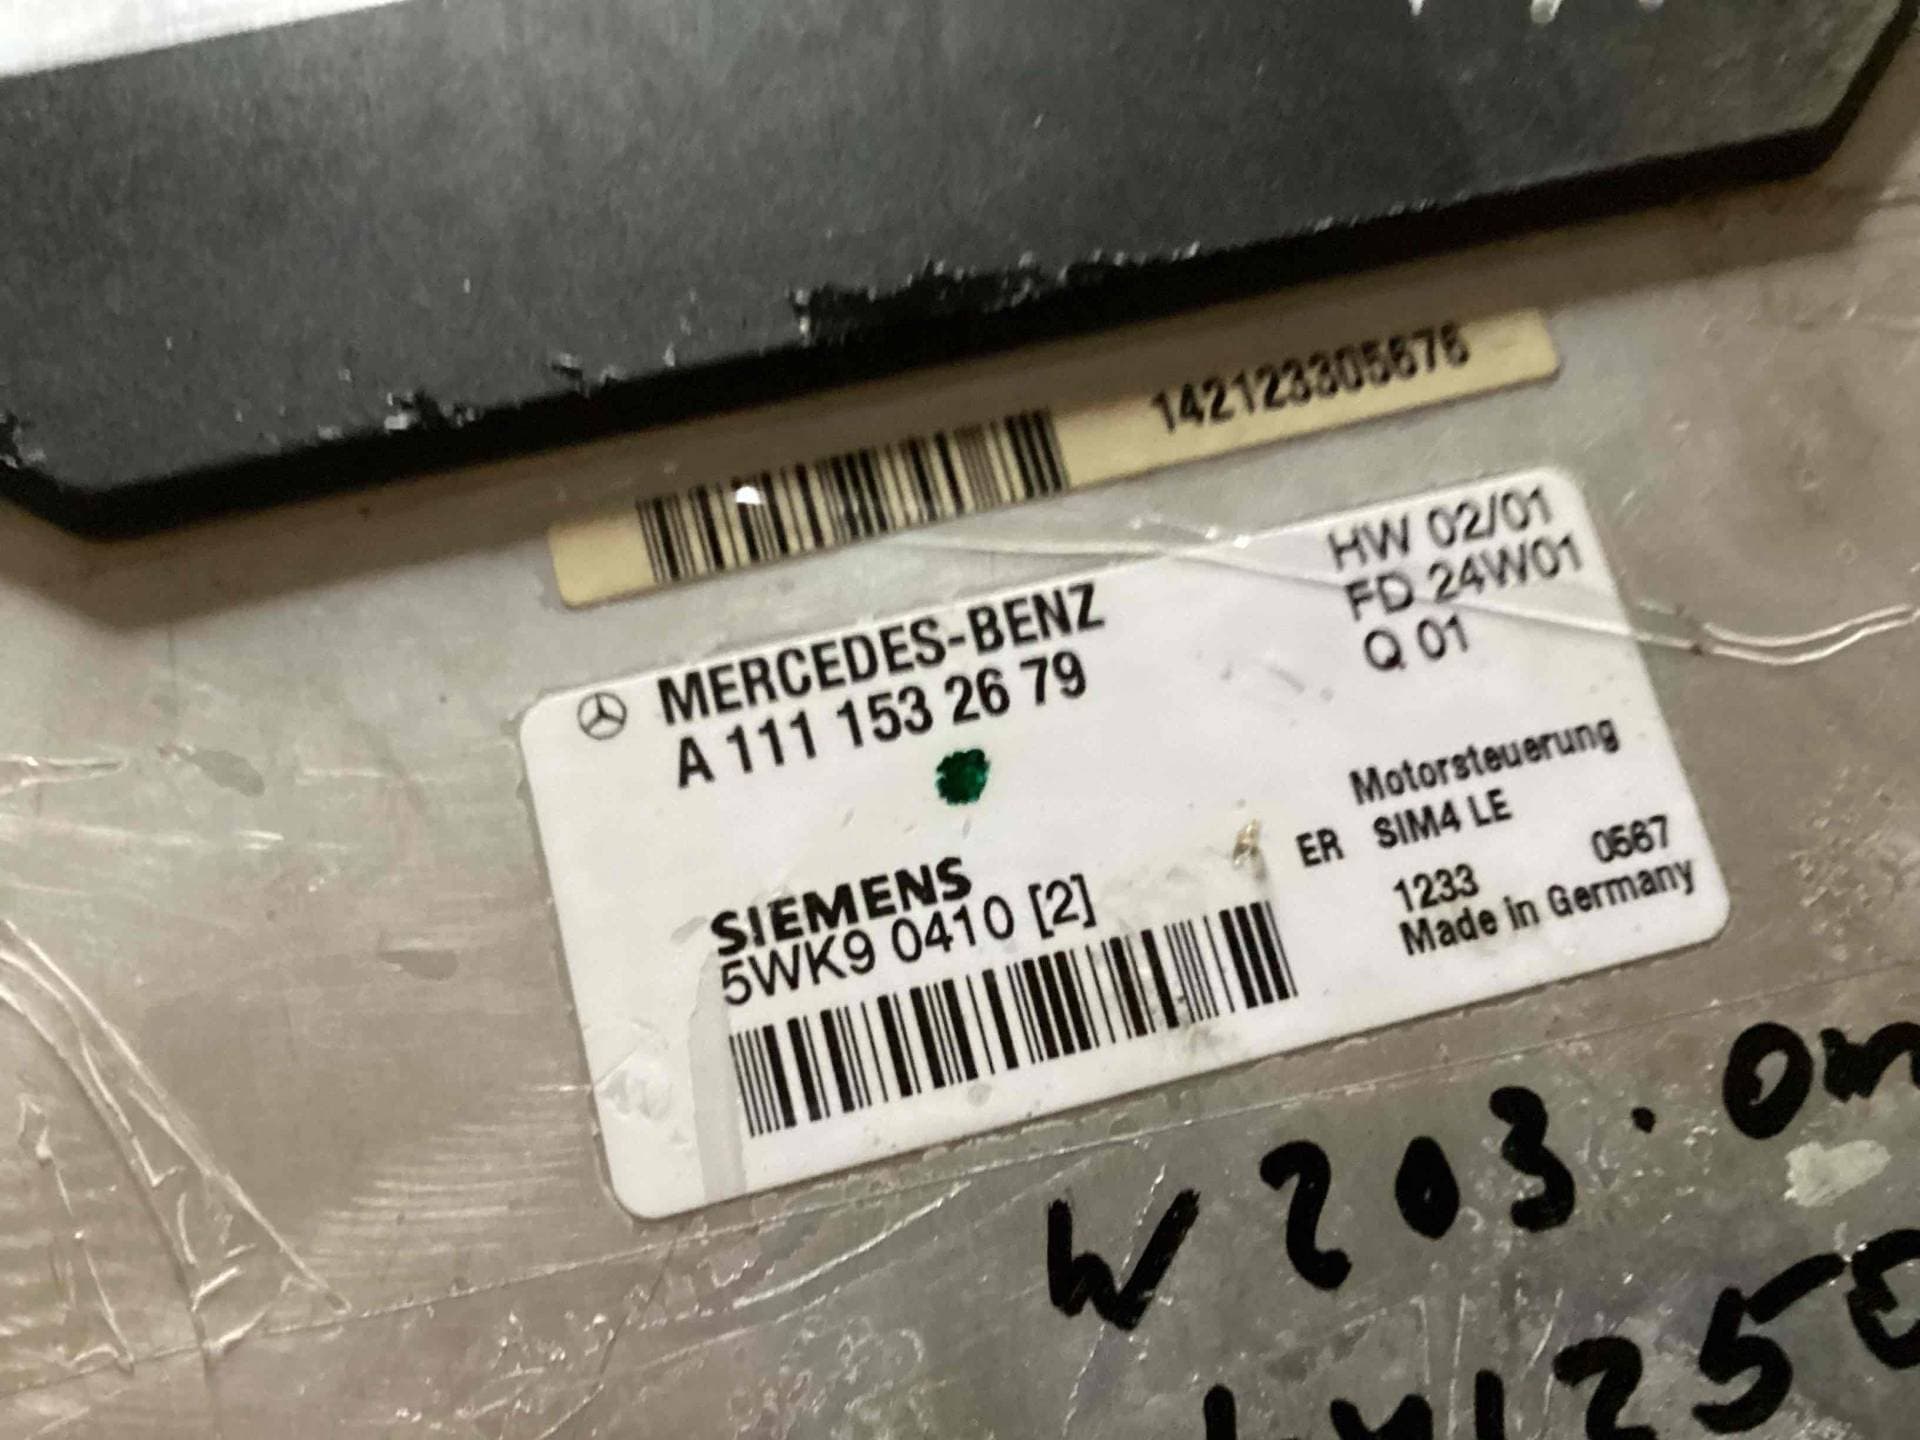 142123305676
MERCEDES-BENZ
A 111 153 26 79
HW 02/01
FD 24W01
Q 01
Motorsteuerung
ER SIM4 LE
1233 0567
Made in Germany
SIEMENS
5WK9 0410 [2]
W203.